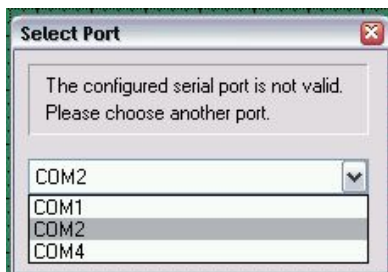 Select Port
The configured serial port is not valid.
Please choose another port.
COM2
COM1
COM2
COM4